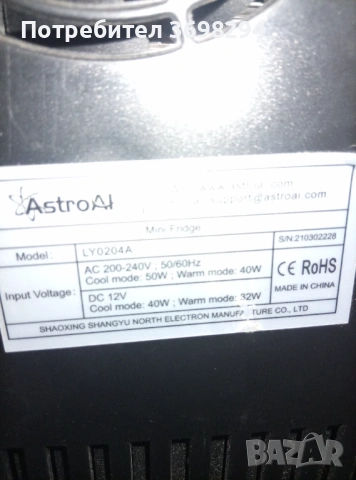 Потребител 3698294
AstroAI
www.astroai.com
support@astroai.com
Mini Fridge
Model: LY0204A S/N:210302228
Input Voltage: AC 200-240V , 50/60Hz
Cool mode: 50W ; Warm mode: 40W
DC 12V
Cool mode: 40W ; Warm mode: 32W
CE RoHS
MADE IN CHINA
SHAOXING SHANGYU NORTH ELECTRON MANUFACTURE CO., LTD
BAZAR